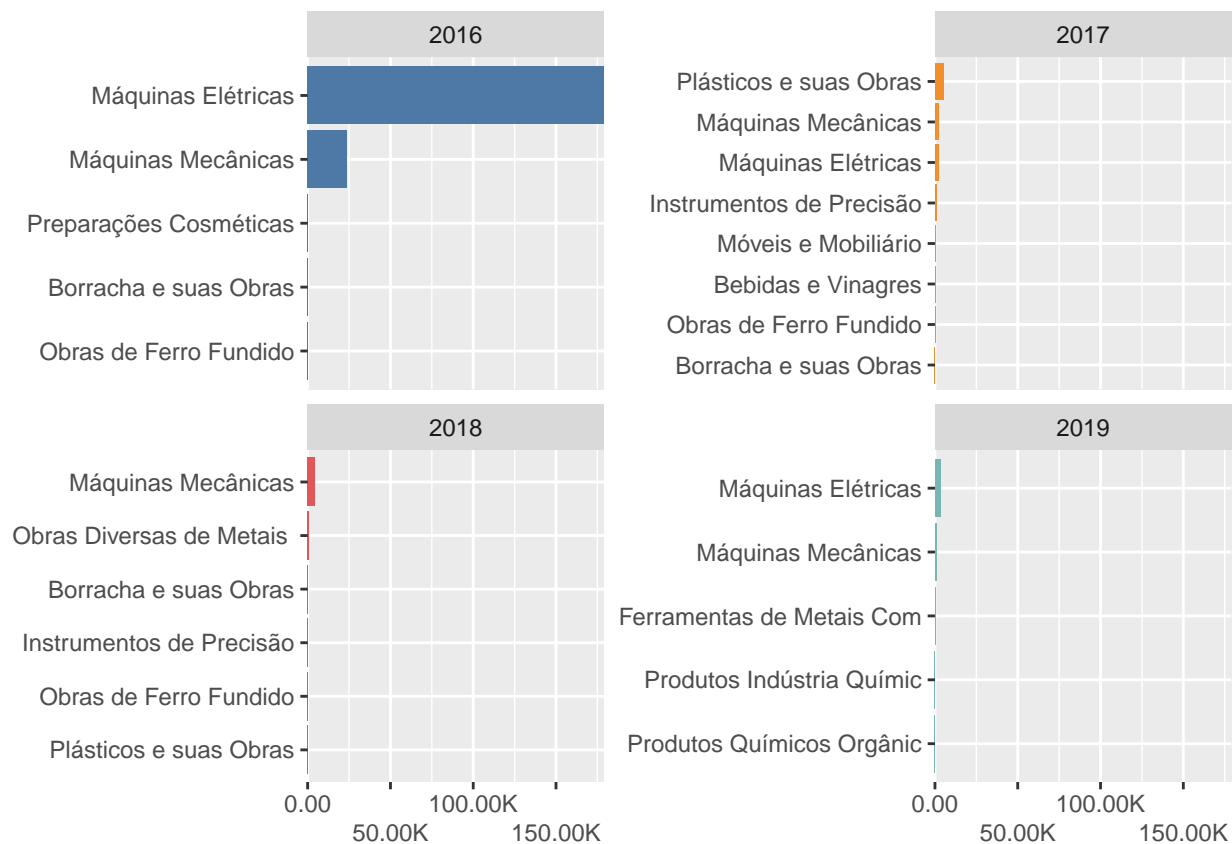 2016
Máquinas Elétricas
Máquinas Mecânicas
Preparações Cosméticas
Borracha e suas Obras
Obras de Ferro Fundido
2017
Plásticos e suas Obras
Máquinas Mecânicas
Máquinas Elétricas
Instrumentos de Precisão
Móveis e Mobiliário
Bebidas e Vinagres
Obras de Ferro Fundido
Borracha e suas Obras
2018
Máquinas Mecânicas
Obras Diversas de Metais
Borracha e suas Obras
Instrumentos de Precisão
Obras de Ferro Fundido
Plásticos e suas Obras
0.00 100.00K
50.00K 150.00K
2019
Máquinas Elétricas
Máquinas Mecânicas
Ferramentas de Metais Com
Produtos Indústria Químic
Produtos Químicos Orgânic
0.00 100.00K
50.00K 150.00K